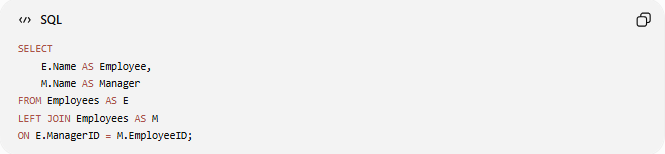 </> SQL
SELECT
    E.Name AS Employee,
    M.Name AS Manager
FROM Employees AS E
LEFT JOIN Employees AS M
ON E.ManagerID = M.EmployeeID;